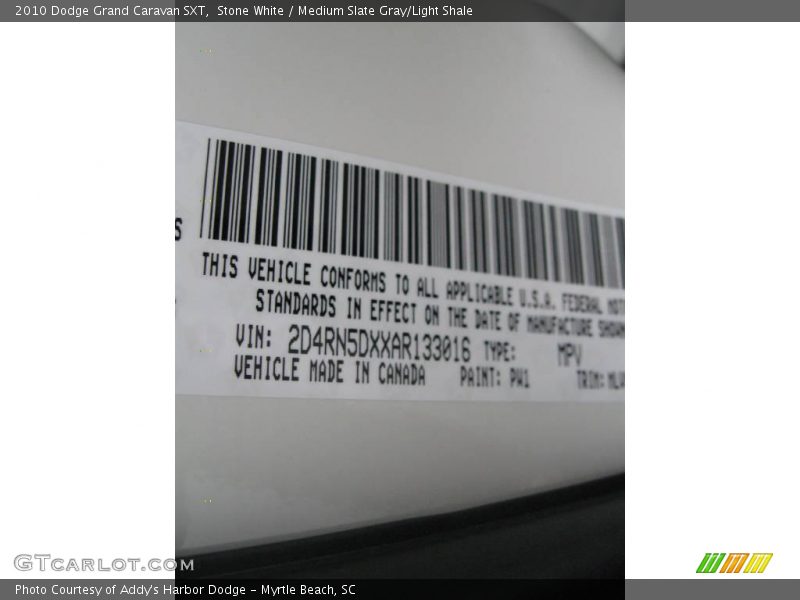 2010 Dodge Grand Caravan SXT,  Stone White / Medium Slate Gray/Light Shale
S
THIS VEHICLE CONFORMS TO ALL APPLICABLE U.S.A. FEDERAL
STANDARDS IN EFFECT ON THE DATE OF MANUFACTURE SHOWN
VIN: 2D4RN5DXXAR133016 TYPE: MPV
VEHICLE MADE IN CANADA PAINT: PW1 TRIM:
GTcarlot.com
Photo Courtesy of Addy's Harbor Dodge - Myrtle Beach, SC